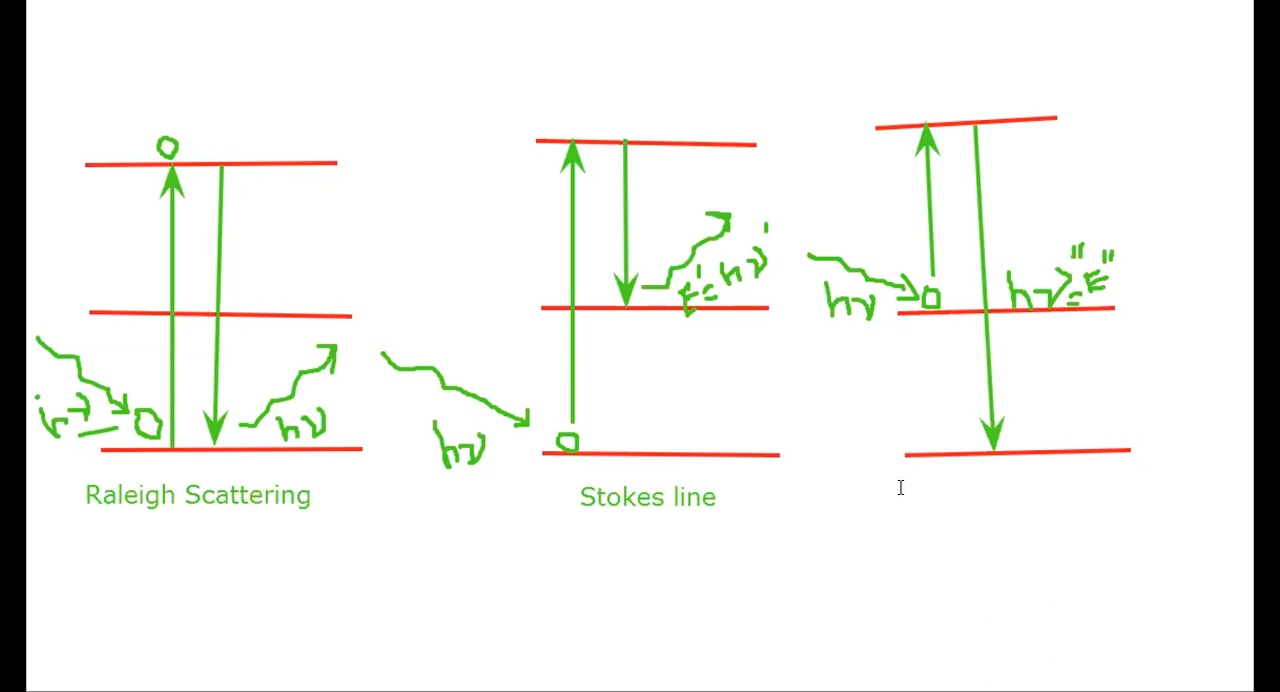 hν
hν
Raleigh Scattering
hν
E' = hν'
Stokes line
hν
hν" = E"